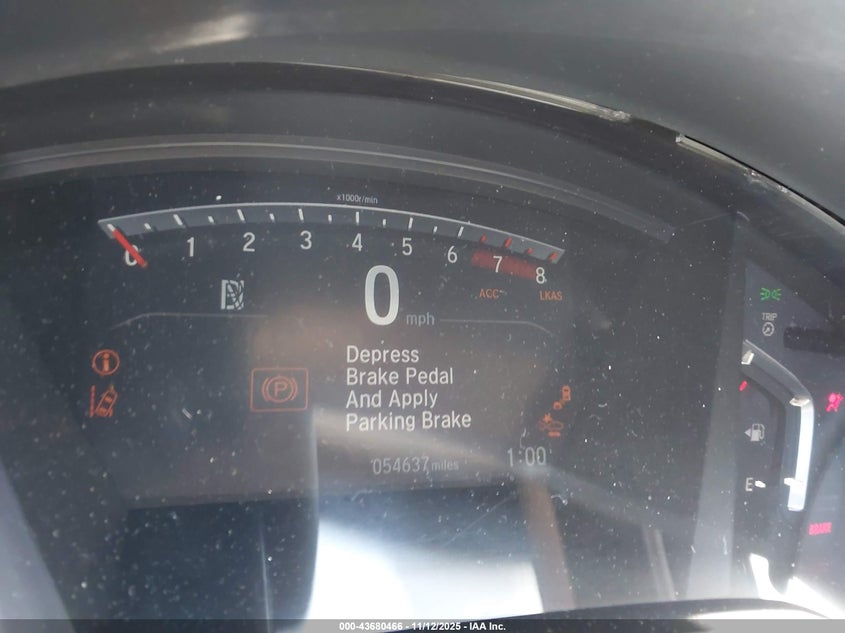 x1000r/min
0 1 2 3 4 5 6 7 8
0 mph
ACC LKAS
TRIP
Depress
Brake Pedal
And Apply
Parking Brake
P
054637 miles
1:00
E
BRAKE
000-43680466 - 11/12/2025 - IAA Inc.